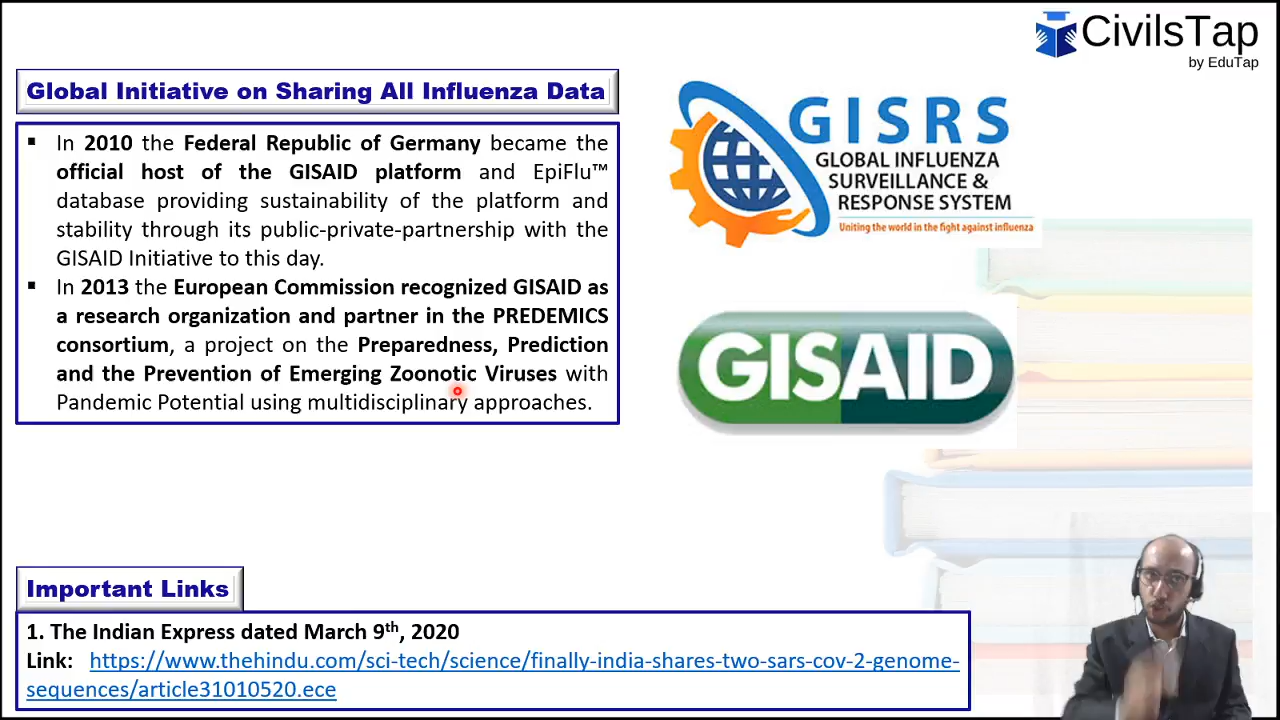 CivilsTap
by EduTap
Global Initiative on Sharing All Influenza Data
▪ In 2010 the Federal Republic of Germany became the
official host of the GISAID platform and EpiFlu™
database providing sustainability of the platform and
stability through its public-private-partnership with the
GISAID Initiative to this day.
▪ In 2013 the European Commission recognized GISAID as
a research organization and partner in the PREDEMICS
consortium, a project on the Preparedness, Prediction
and the Prevention of Emerging Zoonotic Viruses with
Pandemic Potential using multidisciplinary approaches.
GISRS
GLOBAL INFLUENZA
SURVEILLANCE &
RESPONSE SYSTEM
Uniting the world in the fight against influenza
GISAID
Important Links
1. The Indian Express dated March 9th, 2020
Link: https://www.thehindu.com/sci-tech/science/finally-india-shares-two-sars-cov-2-genome-
sequences/article31010520.ece